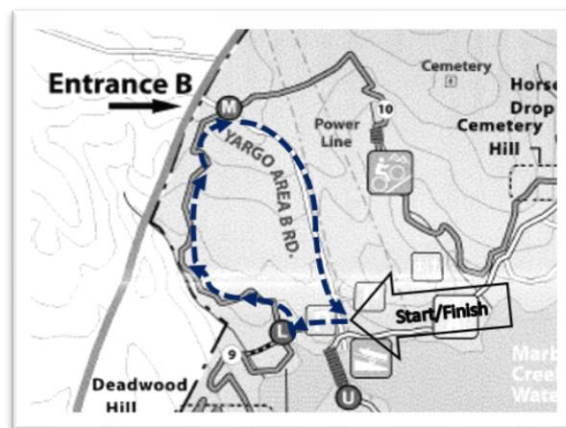 Entrance B
M
Cemetery
Horse
Drop
10
Cemetery
Hill
Power
Line
YARGO AREA B RD.
Start/Finish
L
9
Deadwood
Hill
U
Marb
Creek
Wate